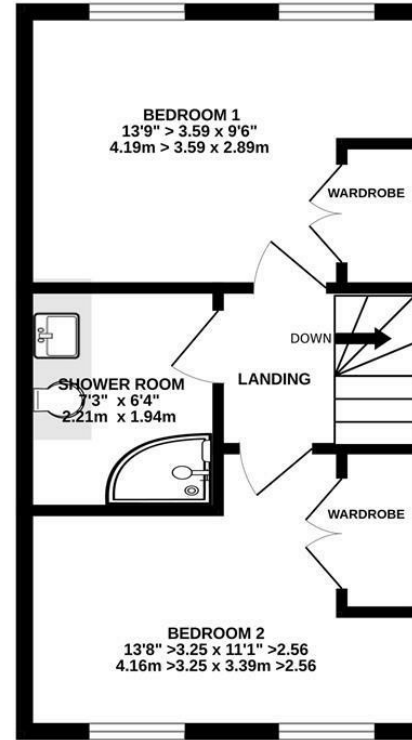 BEDROOM 1
13'9" > 3.59 x 9'6"
4.19m > 3.59 x 2.89m
WARDROBE
DOWN
LANDING
SHOWER ROOM
7'3" x 6'4"
2.21m x 1.94m
WARDROBE
BEDROOM 2
13'8" >3.25 x 11'1" >2.56
4.16m >3.25 x 3.39m >2.56